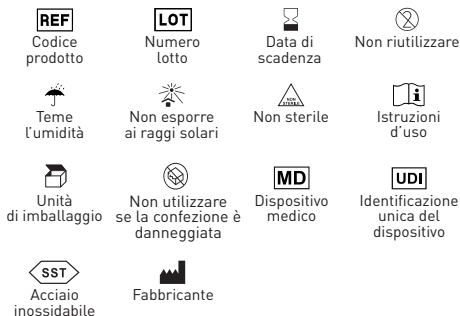 REF
LOT
Codice
prodotto
Numero
lotto
Data di
scadenza
Non riutilizzare
2
Teme
l'umidità
Non esporre
ai raggi solari
NON
STERILE
Non sterile
Istruzioni
d'uso
Unità
di imballaggio
Non utilizzare
se la confezione è
danneggiata
MD
Dispositivo
medico
UDI
Identificazione
unica del
dispositivo
SST
Acciaio
inossidabile
Fabbricante